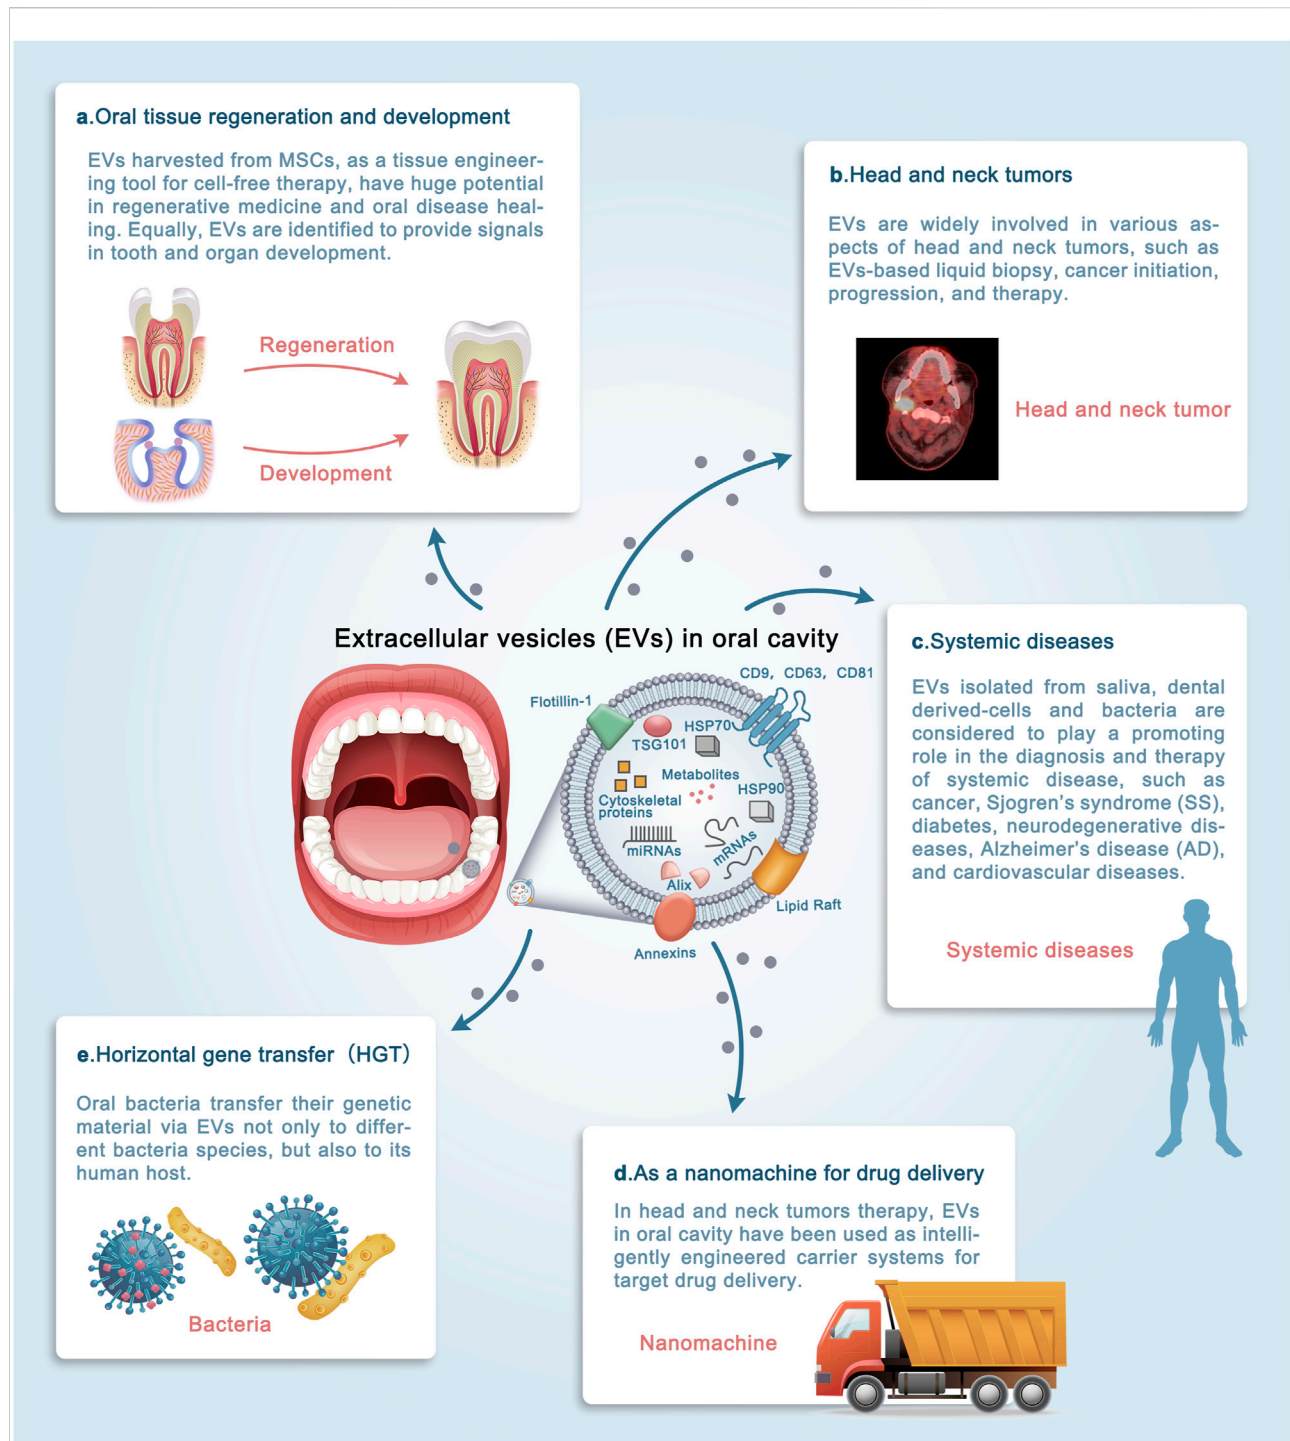 a.Oral tissue regeneration and development
EVs harvested from MSCs, as a tissue engineer-
ing tool for cell-free therapy, have huge potential
in regenerative medicine and oral disease heal-
ing. Equally, EVs are identified to provide signals
in tooth and organ development.
Regeneration
Development
b.Head and neck tumors
EVs are widely involved in various as-
pects of head and neck tumors, such as
EVs-based liquid biopsy, cancer initiation,
progression, and therapy.
Head and neck tumor
Extracellular vesicles (EVs) in oral cavity
Flotillin-1
CD9, CD63, CD81
TSG101
HSP70
Metabolites
HSP90
Cytoskeletal
proteins
miRNAs
mRNAs
Alix
Lipid Raft
Annexins
c.Systemic diseases
EVs isolated from saliva, dental
derived-cells and bacteria are
considered to play a promoting
role in the diagnosis and therapy
of systemic disease, such as
cancer, Sjogren's syndrome (SS),
diabetes, neurodegenerative dis-
eases, Alzheimer's disease (AD),
and cardiovascular diseases.
Systemic diseases
e.Horizontal gene transfer（HGT）
Oral bacteria transfer their genetic
material via EVs not only to differ-
ent bacteria species, but also to its
human host.
Bacteria
d.As a nanomachine for drug delivery
In head and neck tumors therapy, EVs
in oral cavity have been used as intelli-
gently engineered carrier systems for
target drug delivery.
Nanomachine